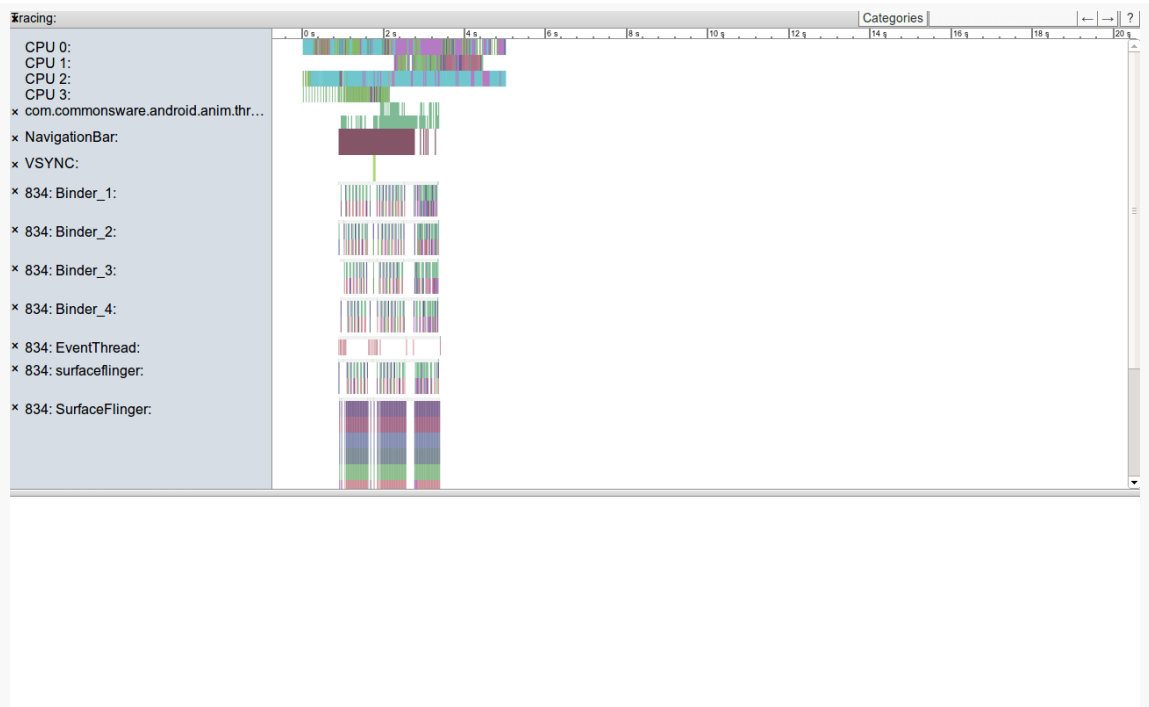 Tracing: Categories ← → ?
0 s 2 s 4 s 6 s 8 s 10 s 12 s 14 s 16 s 18 s 20 s
CPU 0:
CPU 1:
CPU 2:
CPU 3:
× com.commonsware.android.anim.thr…
× NavigationBar:
× VSYNC:
× 834: Binder_1:
× 834: Binder_2:
× 834: Binder_3:
× 834: Binder_4:
× 834: EventThread:
× 834: surfaceflinger:
× 834: SurfaceFlinger: